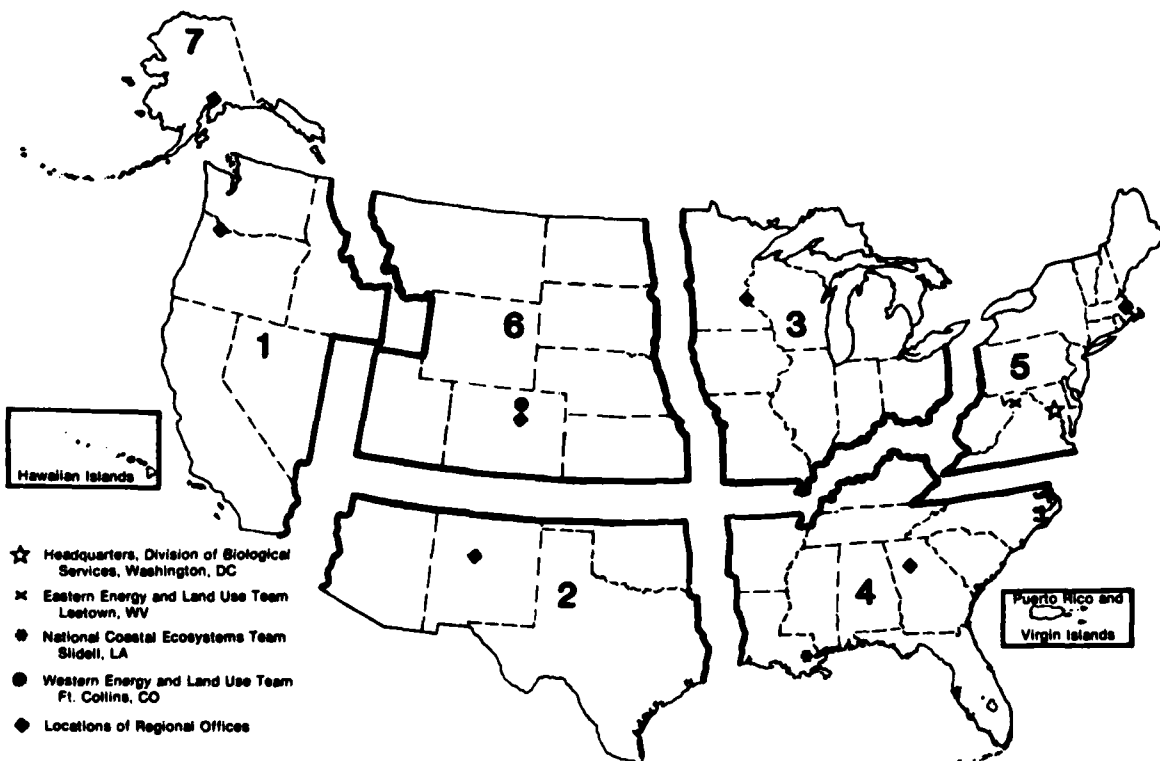 7
1
6
3
5
2
4
Hawaiian Islands
Puerto Rico and
Virgin Islands
Headquarters, Division of Biological
Services, Washington, DC
Eastern Energy and Land Use Team
Leetown, WV
National Coastal Ecosystems Team
Slidell, LA
Western Energy and Land Use Team
Ft. Collins, CO
Locations of Regional Offices